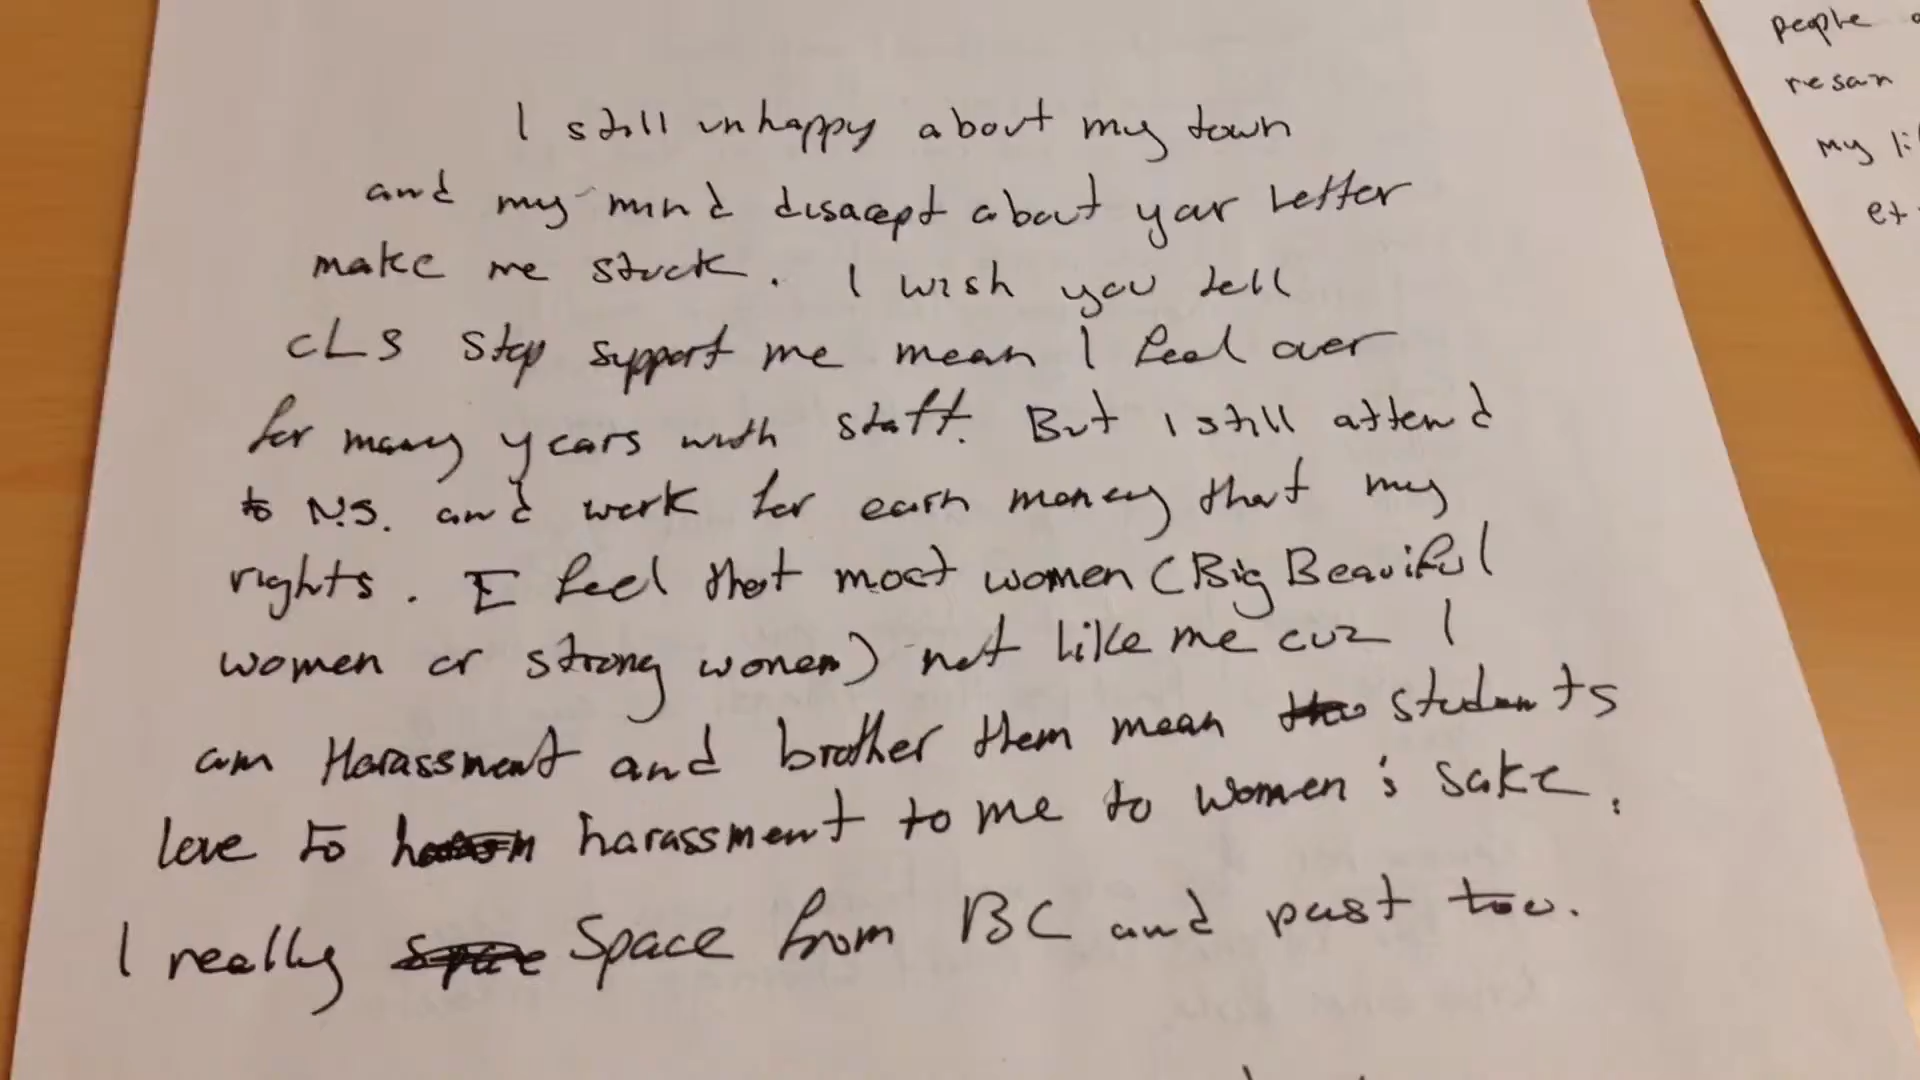 I still unhappy about my town
and my mind disacept about your letter
make me stuck. I wish you tell
CLS stop support me mean I feel over
for many years with staff. But I still attend
to N.S. and work for earn money that my
rights. I feel that most women (Big Beauiful
women or strong wonen) not like me cuz I
am Harassment and brother them mean students
love to harassment to me to women's sake.
I really space from BC and past too.
people
resan
my